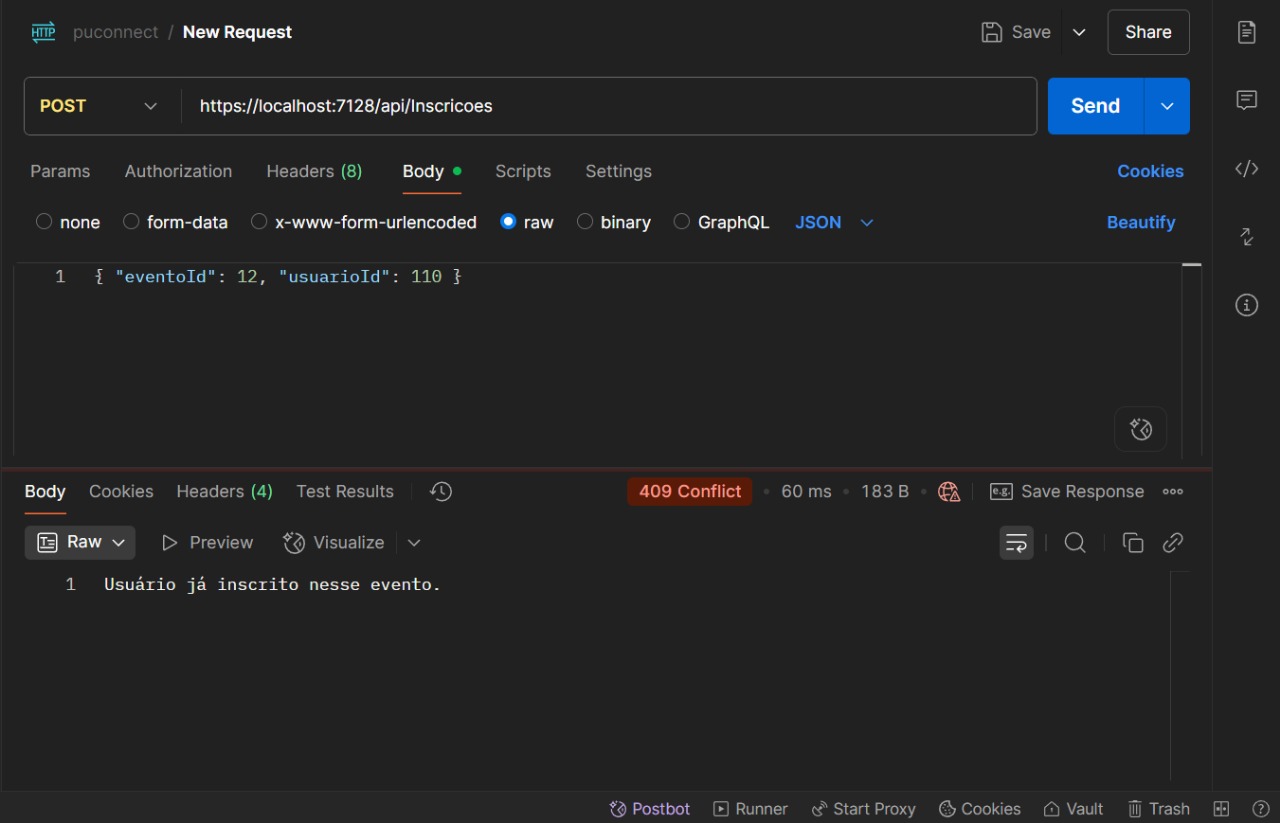 HTTP puconnect / New Request Save Share
POST https://localhost:7128/api/Inscricoes Send
Params Authorization Headers (8) Body Scripts Settings Cookies
none form-data x-www-form-urlencoded raw binary GraphQL JSON Beautify
1 { "eventoId": 12, "usuarioId": 110 }
Body Cookies Headers (4) Test Results 409 Conflict 60 ms 183 B e.g. Save Response
Raw Preview Visualize
1 Usuário já inscrito nesse evento.
Postbot Runner Start Proxy Cookies Vault Trash